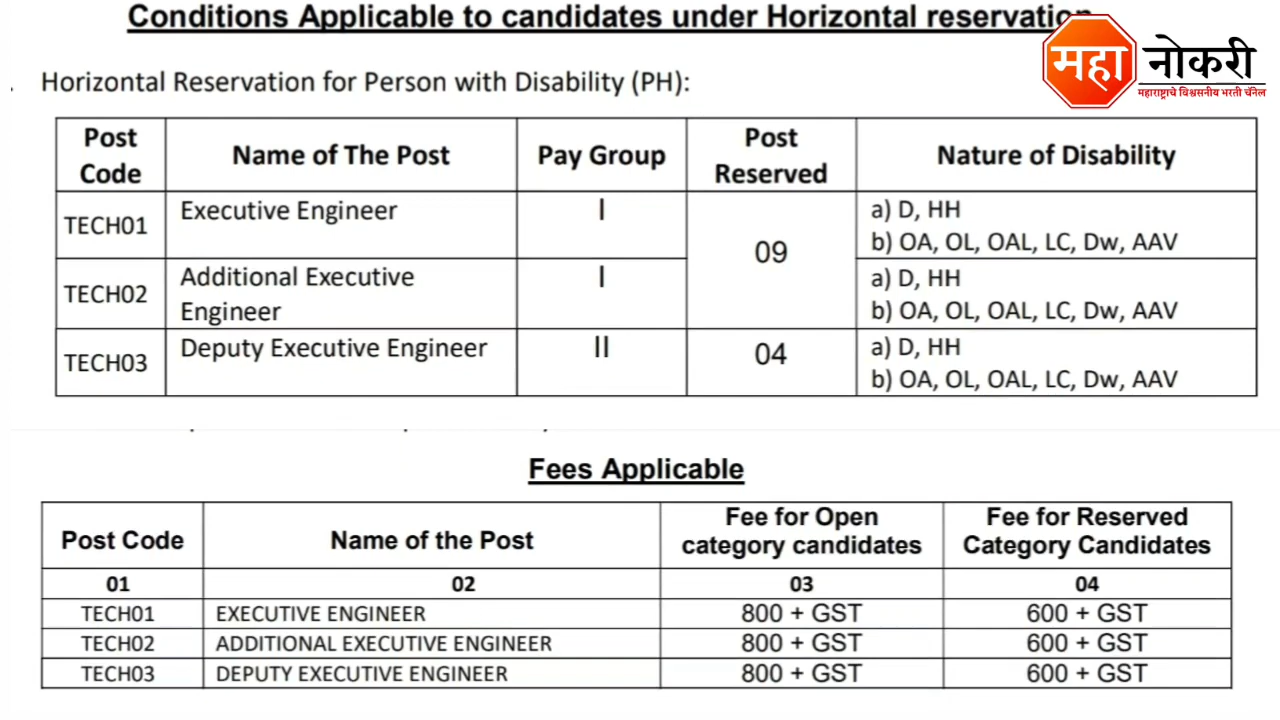 Conditions Applicable to candidates under Horizontal reservation
महा नोकरी
महाराष्ट्राचे विश्वसनीय भरती चॅनेल
Horizontal Reservation for Person with Disability (PH):
Post Code | Name of The Post | Pay Group | Post Reserved | Nature of Disability
TECH01 | Executive Engineer | I | 09 | a) D, HH
b) OA, OL, OAL, LC, Dw, AAV
TECH02 | Additional Executive Engineer | I | a) D, HH
b) OA, OL, OAL, LC, Dw, AAV
TECH03 | Deputy Executive Engineer | II | 04 | a) D, HH
b) OA, OL, OAL, LC, Dw, AAV
Fees Applicable
Post Code | Name of the Post | Fee for Open category candidates | Fee for Reserved Category Candidates
01 | 02 | 03 | 04
TECH01 | EXECUTIVE ENGINEER | 800 + GST | 600 + GST
TECH02 | ADDITIONAL EXECUTIVE ENGINEER | 800 + GST | 600 + GST
TECH03 | DEPUTY EXECUTIVE ENGINEER | 800 + GST | 600 + GST